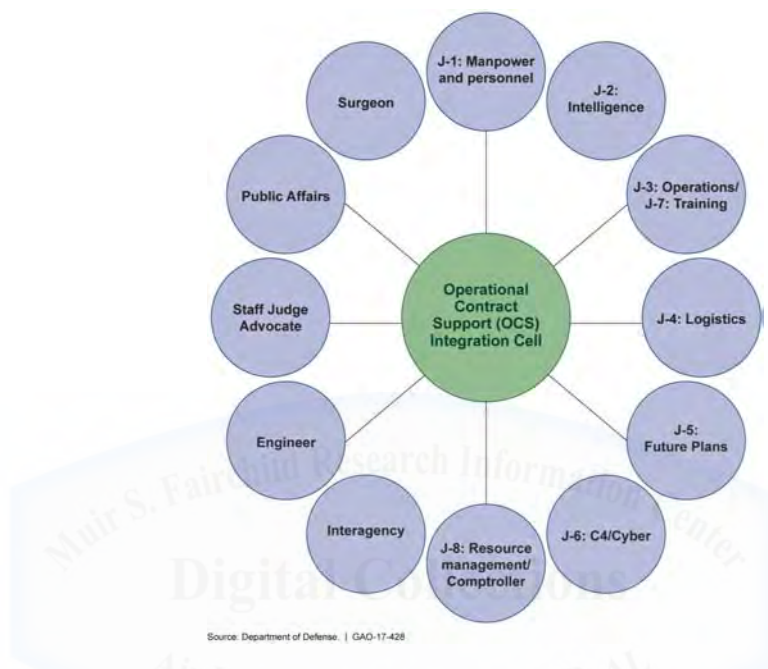 J-1: Manpower
and personnel
J-2:
Intelligence
J-3: Operations/
J-7: Training
J-4: Logistics
J-5:
Future Plans
J-6: C4/Cyber
J-8: Resource
management/
Comptroller
Interagency
Engineer
Staff Judge
Advocate
Public Affairs
Surgeon
Operational
Contract
Support (OCS)
Integration Cell
Muir S. Fairchild Research Information Center
Digital Collections
Source: Department of Defense. | GAO-17-428